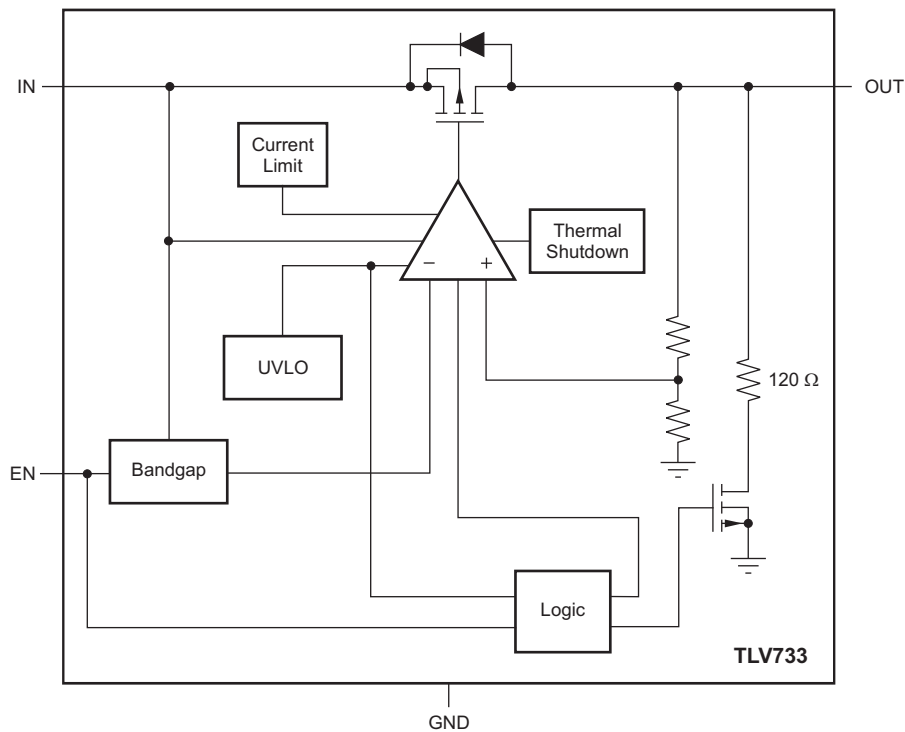 IN
OUT
Current
Limit
Thermal
Shutdown
− +
UVLO
120 Ω
EN
Bandgap
Logic
TLV733
GND